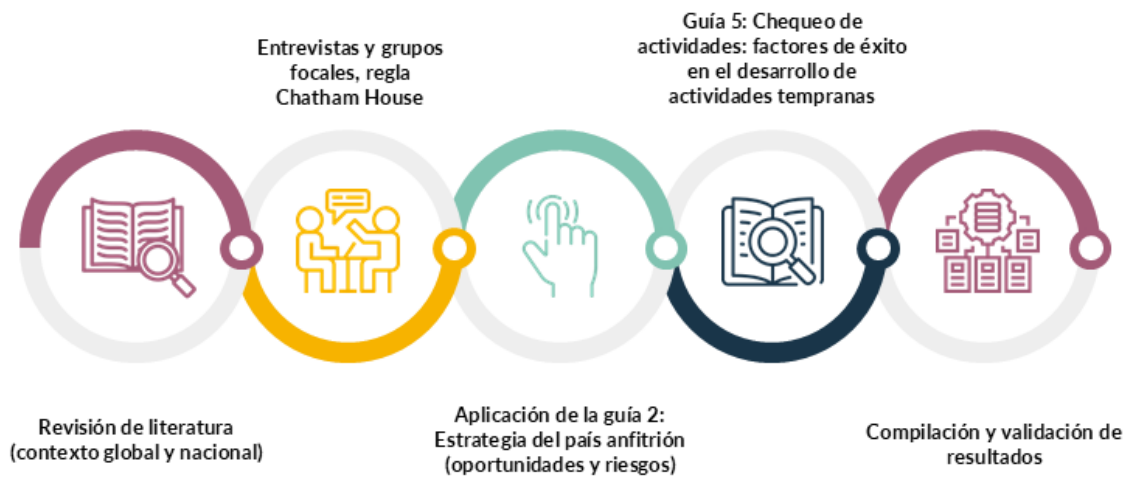 Revisión de literatura
(contexto global y nacional)
Entrevistas y grupos
focales, regla
Chatham House
Aplicación de la guía 2:
Estrategia del país anfitrión
(oportunidades y riesgos)
Guía 5: Chequeo de
actividades: factores de éxito
en el desarrollo de
actividades tempranas
Compilación y validación de
resultados